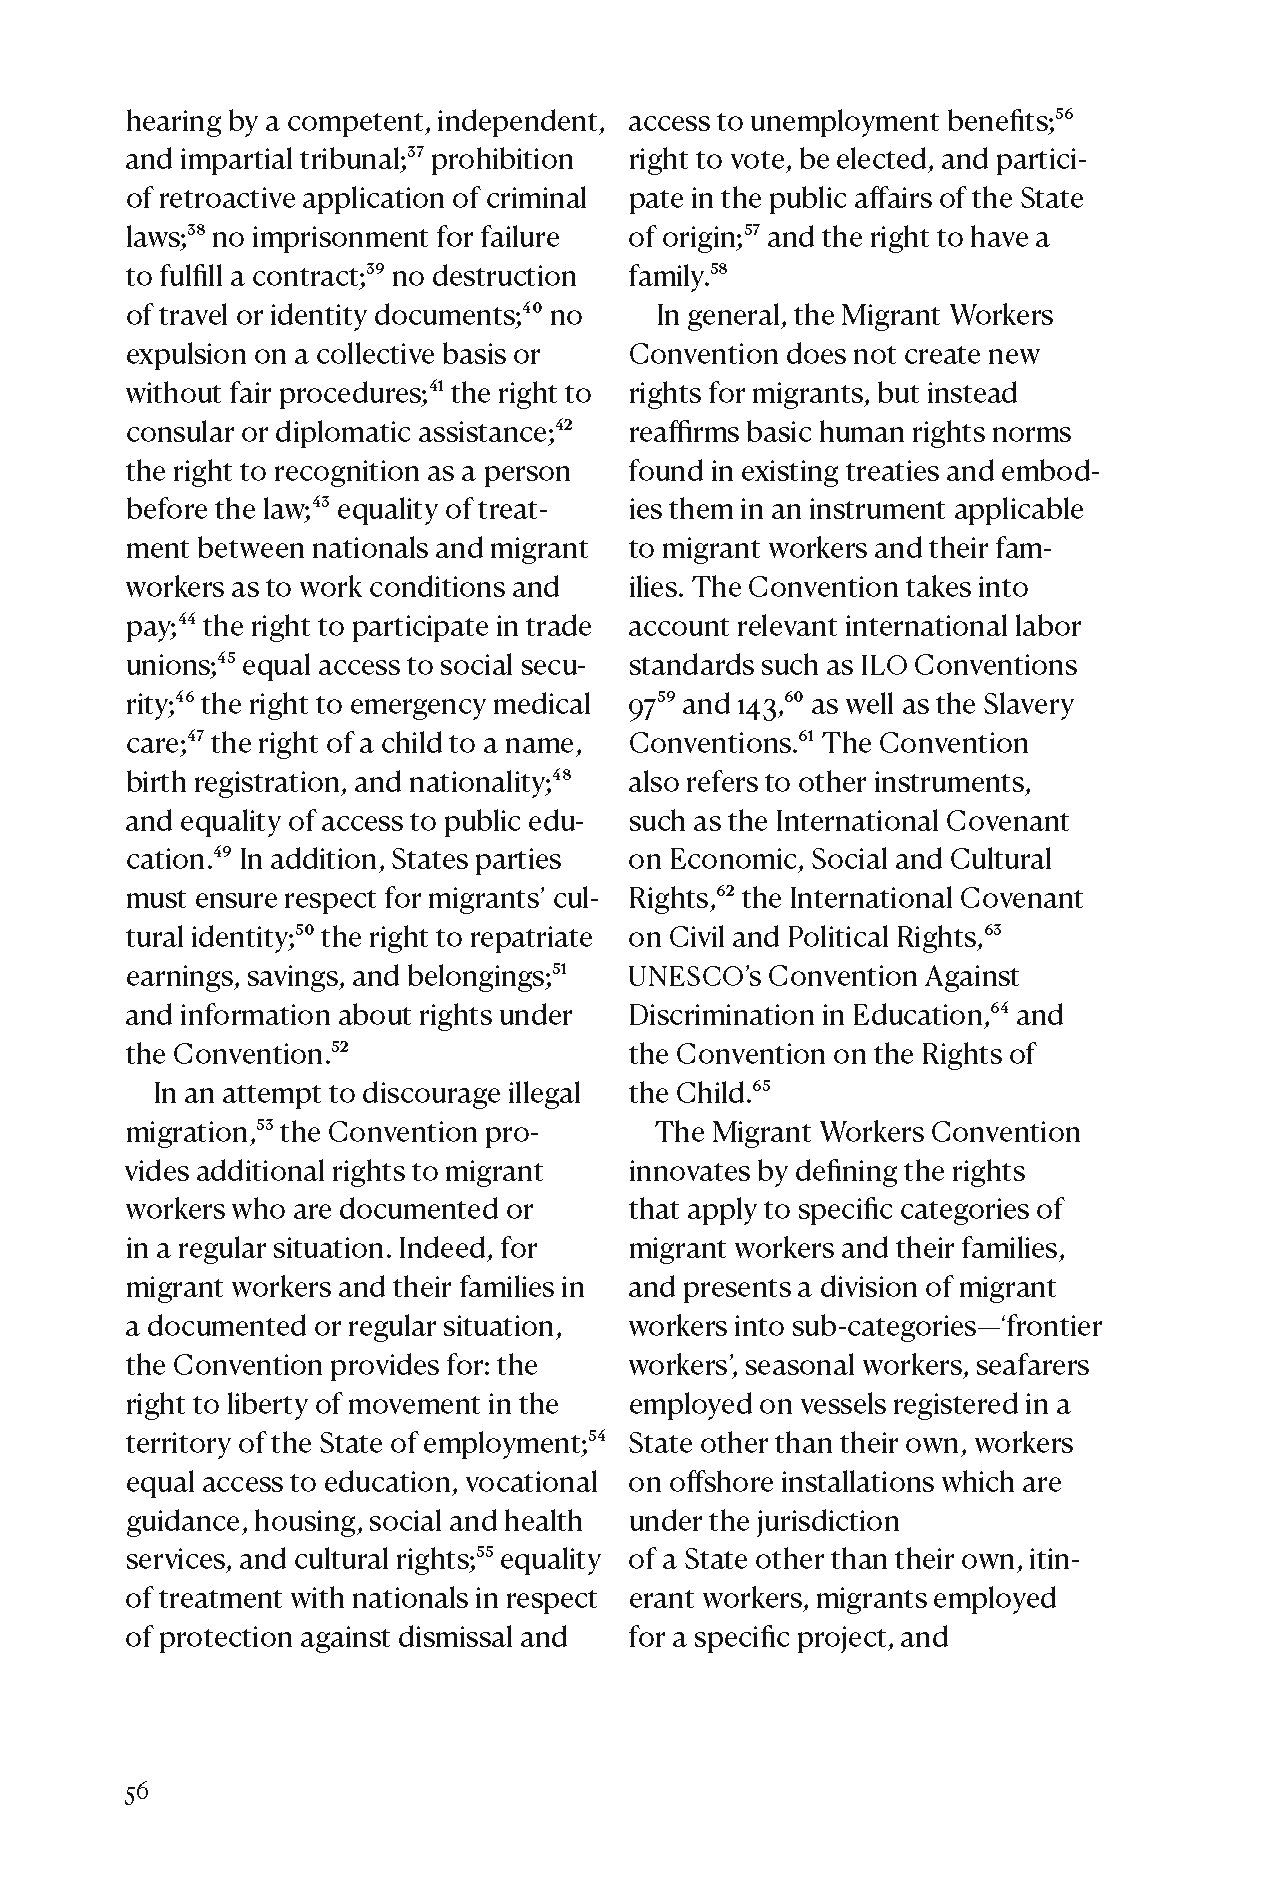 hearing by a competent, independent,
and impartial tribunal;³⁷ prohibition
of retroactive application of criminal
laws;³⁸ no imprisonment for failure
to fulfill a contract;³⁹ no destruction
of travel or identity documents;⁴⁰ no
expulsion on a collective basis or
without fair procedures;⁴¹ the right to
consular or diplomatic assistance;⁴²
the right to recognition as a person
before the law;⁴³ equality of treat-
ment between nationals and migrant
workers as to work conditions and
pay;⁴⁴ the right to participate in trade
unions;⁴⁵ equal access to social secu-
rity;⁴⁶ the right to emergency medical
care;⁴⁷ the right of a child to a name,
birth registration, and nationality;⁴⁸
and equality of access to public edu-
cation.⁴⁹ In addition, States parties
must ensure respect for migrants’ cul-
tural identity;⁵⁰ the right to repatriate
earnings, savings, and belongings;⁵¹
and information about rights under
the Convention.⁵²
In an attempt to discourage illegal
migration,⁵³ the Convention pro-
vides additional rights to migrant
workers who are documented or
in a regular situation. Indeed, for
migrant workers and their families in
a documented or regular situation,
the Convention provides for: the
right to liberty of movement in the
territory of the State of employment;⁵⁴
equal access to education, vocational
guidance, housing, social and health
services, and cultural rights;⁵⁵ equality
of treatment with nationals in respect
of protection against dismissal and
access to unemployment benefits;⁵⁶
right to vote, be elected, and partici-
pate in the public affairs of the State
of origin;⁵⁷ and the right to have a
family.⁵⁸
In general, the Migrant Workers
Convention does not create new
rights for migrants, but instead
reaffirms basic human rights norms
found in existing treaties and embod-
ies them in an instrument applicable
to migrant workers and their fam-
ilies. The Convention takes into
account relevant international labor
standards such as ILO Conventions
97⁵⁹ and 143,⁶⁰ as well as the Slavery
Conventions.⁶¹ The Convention
also refers to other instruments,
such as the International Covenant
on Economic, Social and Cultural
Rights,⁶² the International Covenant
on Civil and Political Rights,⁶³
UNESCO’s Convention Against
Discrimination in Education,⁶⁴ and
the Convention on the Rights of
the Child.⁶⁵
The Migrant Workers Convention
innovates by defining the rights
that apply to specific categories of
migrant workers and their families,
and presents a division of migrant
workers into sub-categories—‘frontier
workers’, seasonal workers, seafarers
employed on vessels registered in a
State other than their own, workers
on offshore installations which are
under the jurisdiction
of a State other than their own, itin-
erant workers, migrants employed
for a specific project, and
56